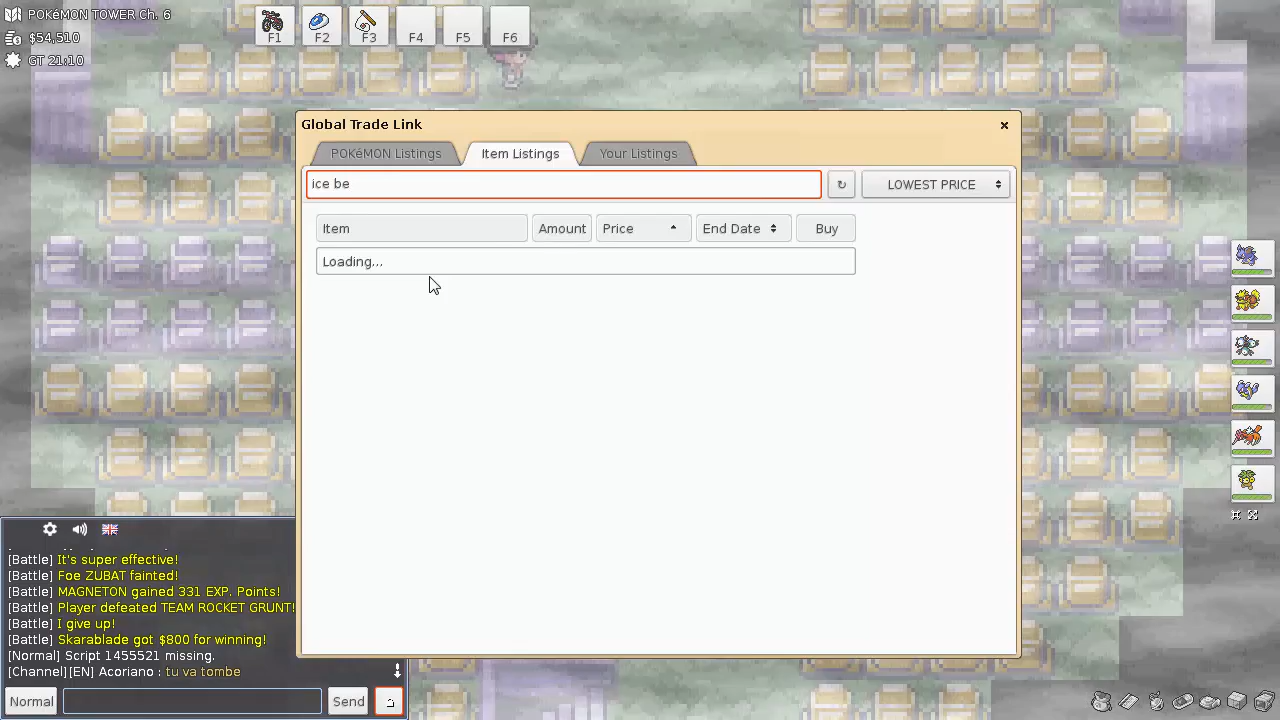 POKéMON TOWER Ch. 6
$54,510
GT 21:10
F1 F2 F3 F4 F5 F6
Global Trade Link
POKéMON Listings Item Listings Your Listings
ice be
LOWEST PRICE
Item Amount Price End Date Buy
Loading...
[Battle] It's super effective!
[Battle] Foe ZUBAT fainted!
[Battle] MAGNETON gained 331 EXP. Points!
[Battle] Player defeated TEAM ROCKET GRUNT!
[Battle] I give up!
[Battle] Skarablade got $800 for winning!
[Normal] Script 1455521 missing.
[Channel][EN] Acoriano : tu va tombe
Normal Send